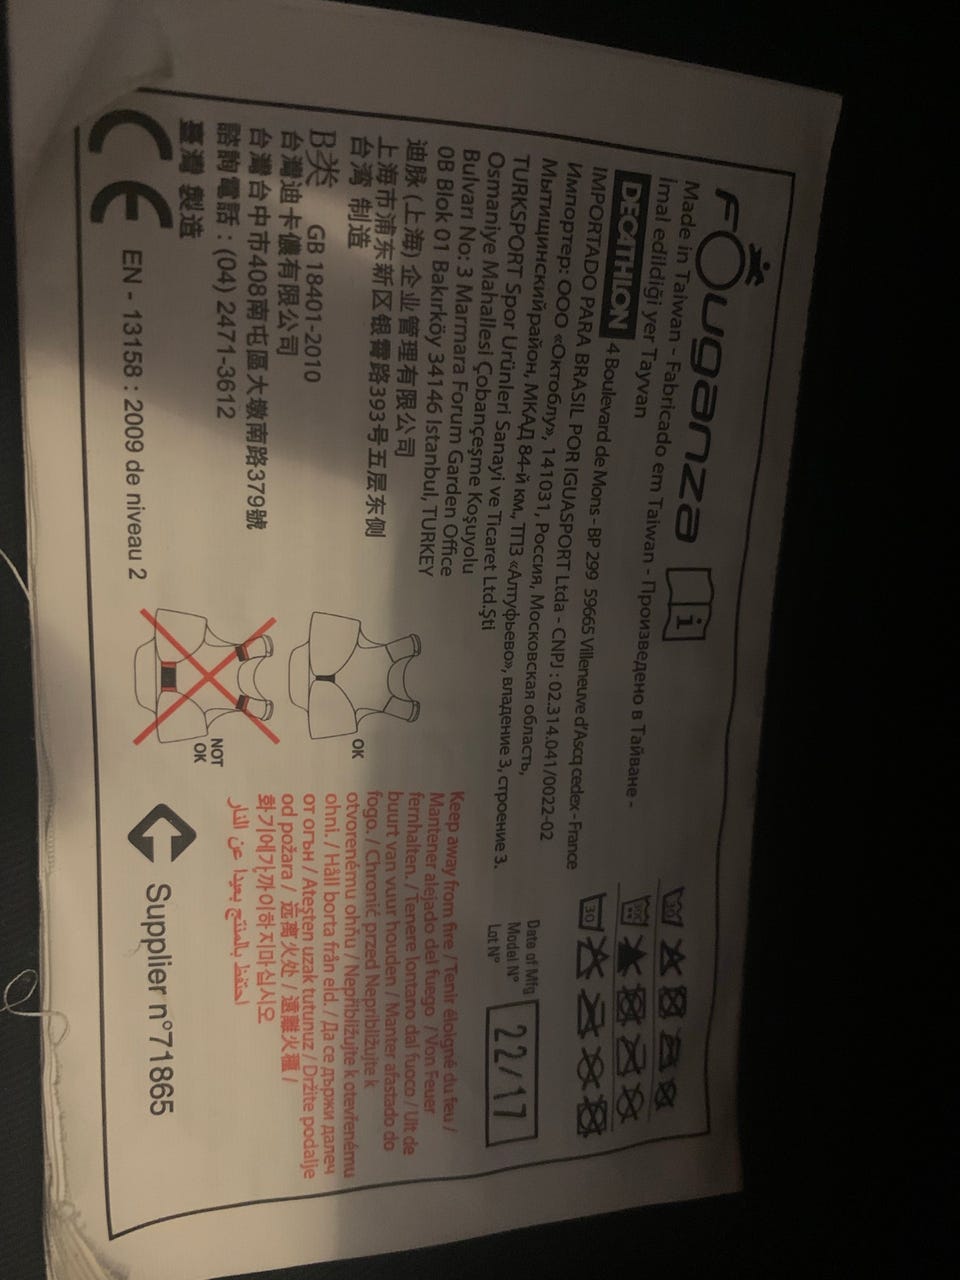 FOuganza
Made in Taiwan - Fabricado em Taiwan - Произведено в Тайване -
İmal edildiği yer Tayvan
DECATHLON 4 Boulevard de Mons - BP 299 59665 Villeneuve d'Ascq cedex - France
IMPORTADO PARA BRASIL POR IGUASPORT Ltda - CNPJ : 02.314.041/0022-02
Импортер: ООО «Октоблу», 141031, Россия, Московская область,
Мытищинский район, МКАД 84-й км., ТПЗ «Алтуфьево», владение 3, строение 3.
TURKSPORT Spor Urünleri Sanayi ve Ticaret Ltd.Şti
Osmaniye Mahallesi Çobançeşme Koşuyolu
Bulvarı No: 3 Marmara Forum Garden Office
0B Blok 01 Bakırköy 34146 Istanbul, TURKEY
迪脉 (上海) 企业管理有限公司
上海市浦东新区银霄路393号五层东侧
台湾 制造
B类 GB 18401-2010
台灣迪卡儂有限公司
台灣台中市408南屯區大墩南路379號
諮詢電話 : (04) 2471-3612
臺灣 製造
CE EN - 13158 : 2009 de niveau 2
30
30
Date of Mfg
Model N°
Lot N°
22/17
OK
NOT
OK
Keep away from fire / Tenir éloigné du feu /
Mantener alejado del fuego / Von Feuer
fernhalten. / Tenere lontano dal fuoco / Uit de
buurt van vuur houden / Manter afastado do
fogo. / Chronić przed Nepribližujte k
otvorenému ohňu / Nepřibližujte k otevřenému
ohni. / Håll borta från eld. / Да се държи далеч
от огън / Ateşten uzak tutunuz / Držite podalje
od požara / 远离火处 / 遠離火種 /
화기에가까이하지마십시오
احتفظ بالمنتج بعيدا عن النار
Supplier n°71865